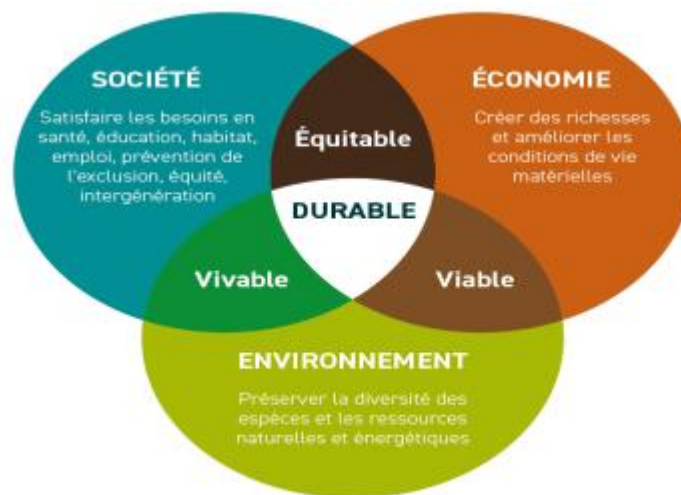 SOCIÉTÉ
Satisfaire les besoins en
santé, éducation, habitat,
emploi, prévention de
l'exclusion, équité,
intergénération
ÉCONOMIE
Créer des richesses
et améliorer les
conditions de vie
matérielles
Équitable
DURABLE
Vivable
Viable
ENVIRONNEMENT
Préserver la diversité des
espèces et les ressources
naturelles et énergétiques